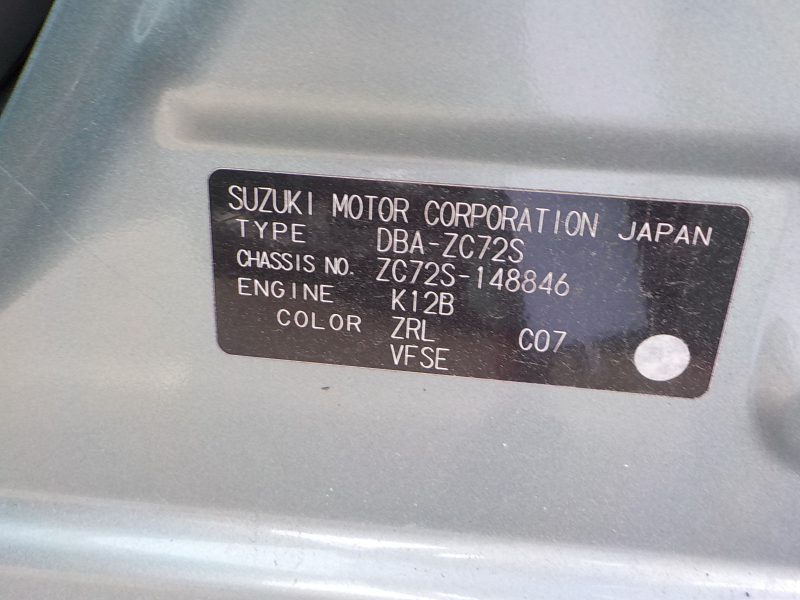 SUZUKI MOTOR CORPORATION JAPAN
TYPE DBA-ZC72S
CHASSIS NO. ZC72S-148846
ENGINE K12B
COLOR ZRL C07
VFSE